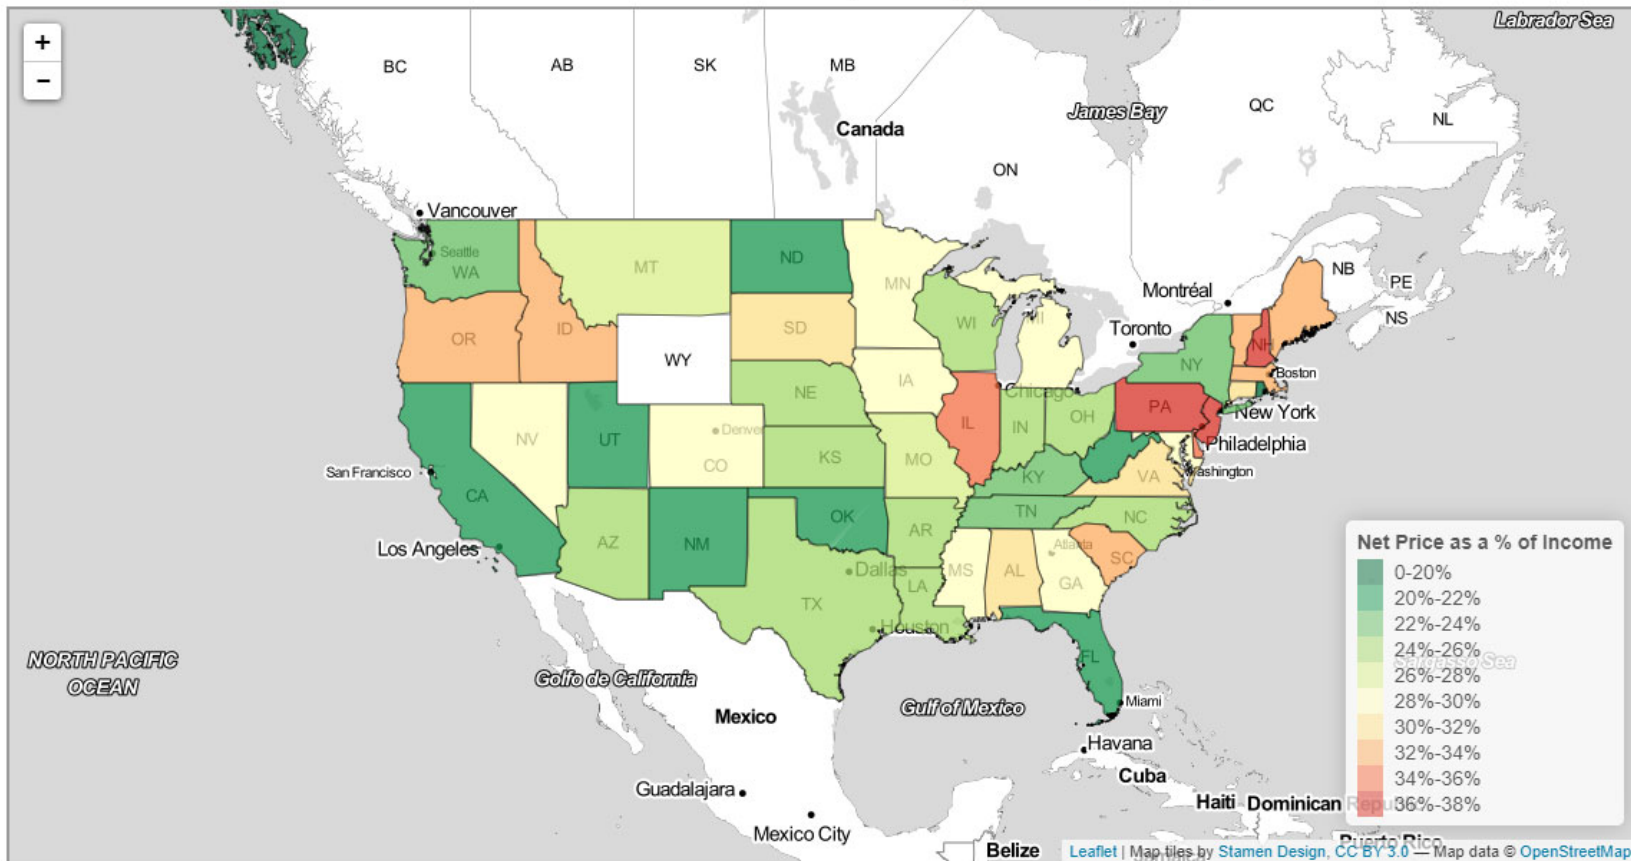 Labrador Sea
+
−
BC
AB
SK
MB
James Bay
QC
NL
Canada
ON
Vancouver
Seattle
WA
MT
ND
MN
NB
PE
Montréal
NS
OR
ID
SD
WI
MI
Toronto
NH
WY
NY
Boston
IA
NE
Chicago
PA
New York
NV
UT
Denver
CO
KS
MO
IL
IN
OH
Philadelphia
San Francisco
CA
KY
VA
Washington
Los Angeles
AZ
NM
OK
AR
TN
NC
Dallas
TX
LA
MS
AL
Atlanta
GA
SC
Houston
FL
Miami
NORTH PACIFIC
OCEAN
Golfo de California
Gulf of Mexico
Sargasso Sea
Mexico
Havana
Cuba
Guadalajara
Mexico City
Haiti
Dominican Republic
Puerto Rico
Belize
Net Price as a % of Income
0-20%
20%-22%
22%-24%
24%-26%
26%-28%
28%-30%
30%-32%
32%-34%
34%-36%
36%-38%
Leaflet | Map tiles by Stamen Design, CC BY 3.0 — Map data © OpenStreetMap